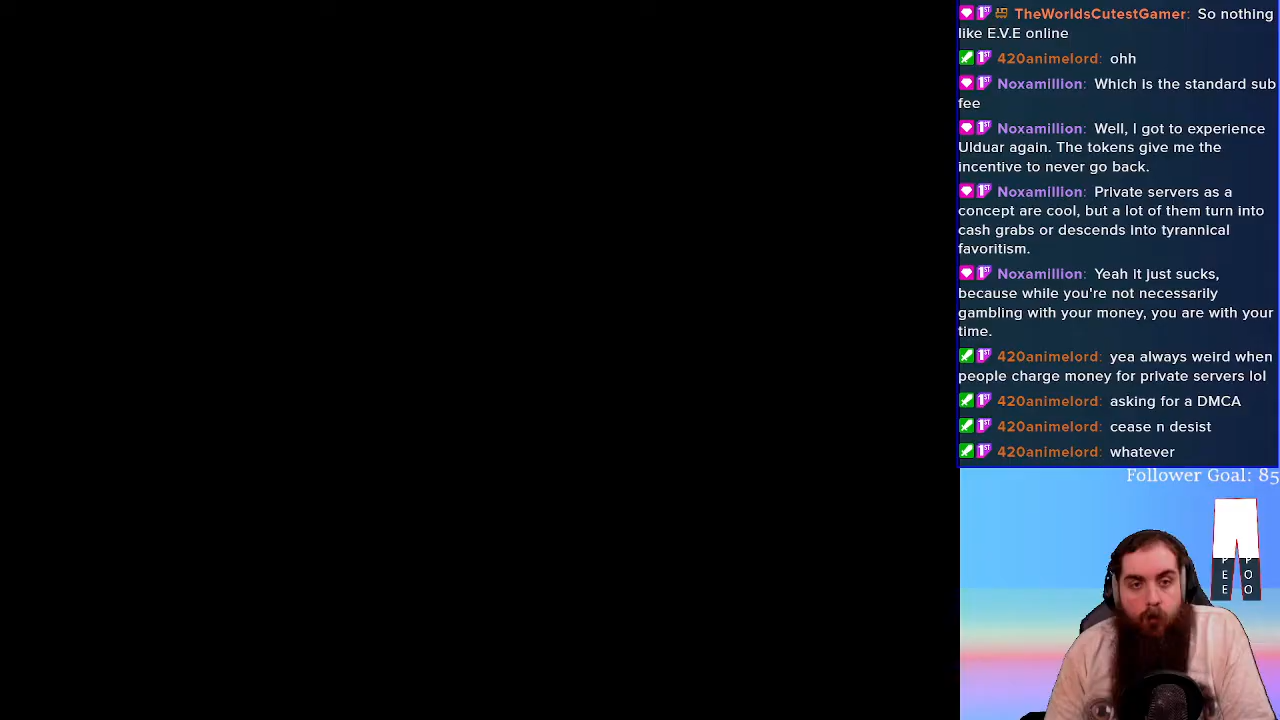 TheWorldsCutestGamer: So nothing
like E.V.E online
420animelord: ohh
Noxamillion: Which is the standard sub
fee
Noxamillion: Well, I got to experience
Ulduar again. The tokens give me the
incentive to never go back.
Noxamillion: Private servers as a
concept are cool, but a lot of them turn into
cash grabs or descends into tyrannical
favoritism.
Noxamillion: Yeah it just sucks,
because while you're not necessarily
gambling with your money, you are with your
time.
420animelord: yea always weird when
people charge money for private servers lol
420animelord: asking for a DMCA
420animelord: cease n desist
420animelord: whatever
Follower Goal: 85
PEE
POO